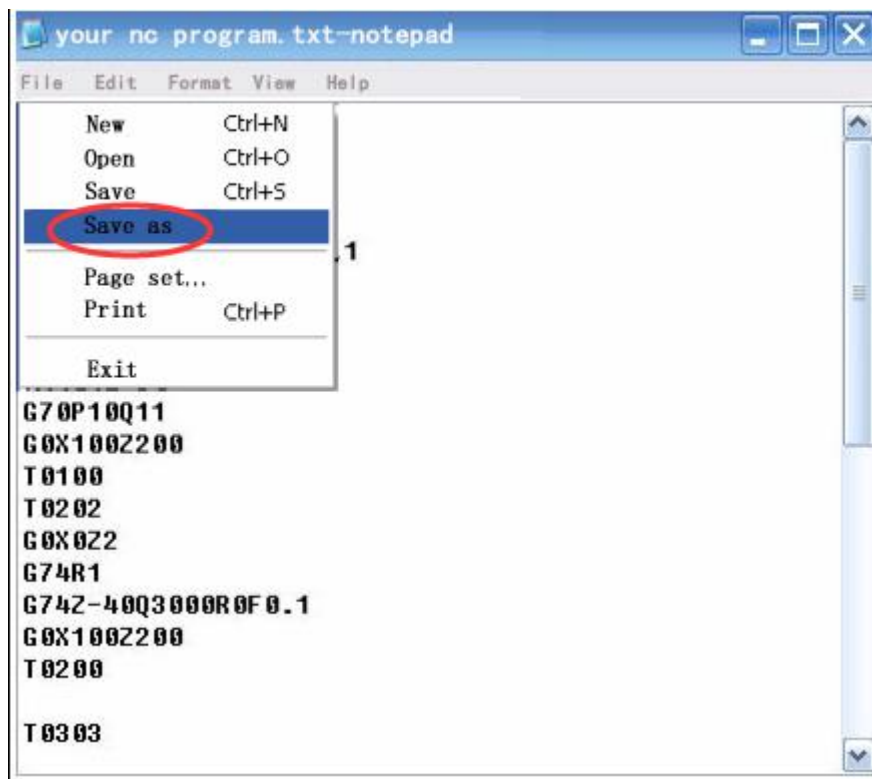 your nc program.txt-notepad
File Edit Format View Help
New Ctrl+N
Open Ctrl+O
Save Ctrl+S
Save as
.1
Page set...
Print Ctrl+P
Exit
G70P10Q11
G0X100Z200
T0100
T0202
G0X0Z2
G74R1
G74Z-40Q3000R0F0.1
G0X100Z200
T0200
T0303